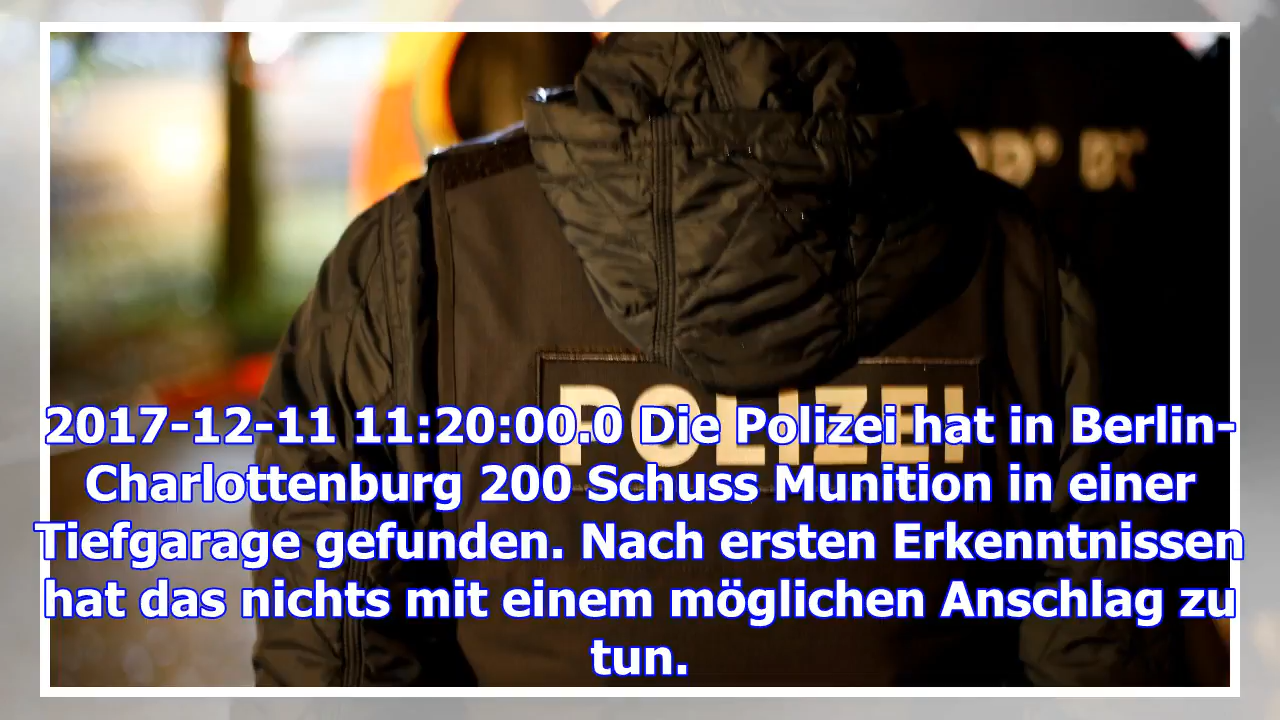 POLIZEI
2017-12-11 11:20:00.0 Die Polizei hat in Berlin-
Charlottenburg 200 Schuss Munition in einer
Tiefgarage gefunden. Nach ersten Erkenntnissen
hat das nichts mit einem möglichen Anschlag zu
tun.